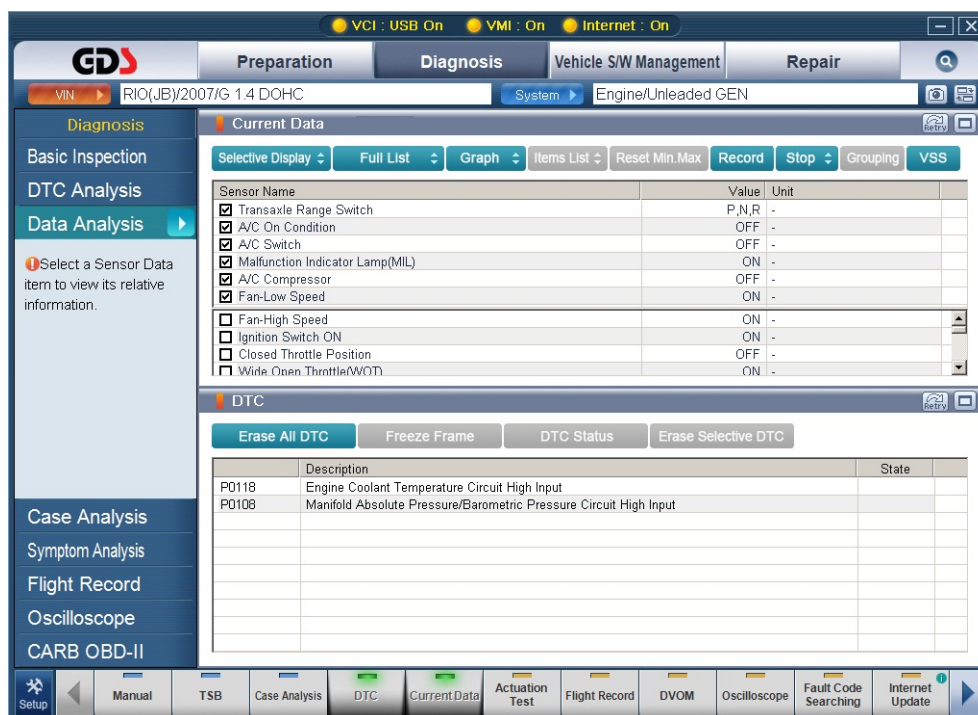 VCI : USB On VMI : On Internet : On
GDS Preparation Diagnosis Vehicle S/W Management Repair
VIN RIO(JB)/2007/G 1.4 DOHC System Engine/Unleaded GEN
Diagnosis
Basic Inspection
DTC Analysis
Data Analysis
Select a Sensor Data
item to view its relative
information.
Case Analysis
Symptom Analysis
Flight Record
Oscilloscope
CARB OBD-II
Current Data Retry
Selective Display Full List Graph Items List Reset Min.Max Record Stop Grouping VSS
Sensor Name Value Unit
Transaxle Range Switch P,N,R -
A/C On Condition OFF -
A/C Switch OFF -
Malfunction Indicator Lamp(MIL) ON -
A/C Compressor OFF -
Fan-Low Speed ON -
Fan-High Speed ON -
Ignition Switch ON ON -
Closed Throttle Position OFF -
Wide Open Throttle(WOT) ON -
DTC Retry
Erase All DTC Freeze Frame DTC Status Erase Selective DTC
Description State
P0118 Engine Coolant Temperature Circuit High Input
P0108 Manifold Absolute Pressure/Barometric Pressure Circuit High Input
Setup Manual TSB Case Analysis DTC Current Data Actuation Test Flight Record DVOM Oscilloscope Fault Code Searching Internet Update